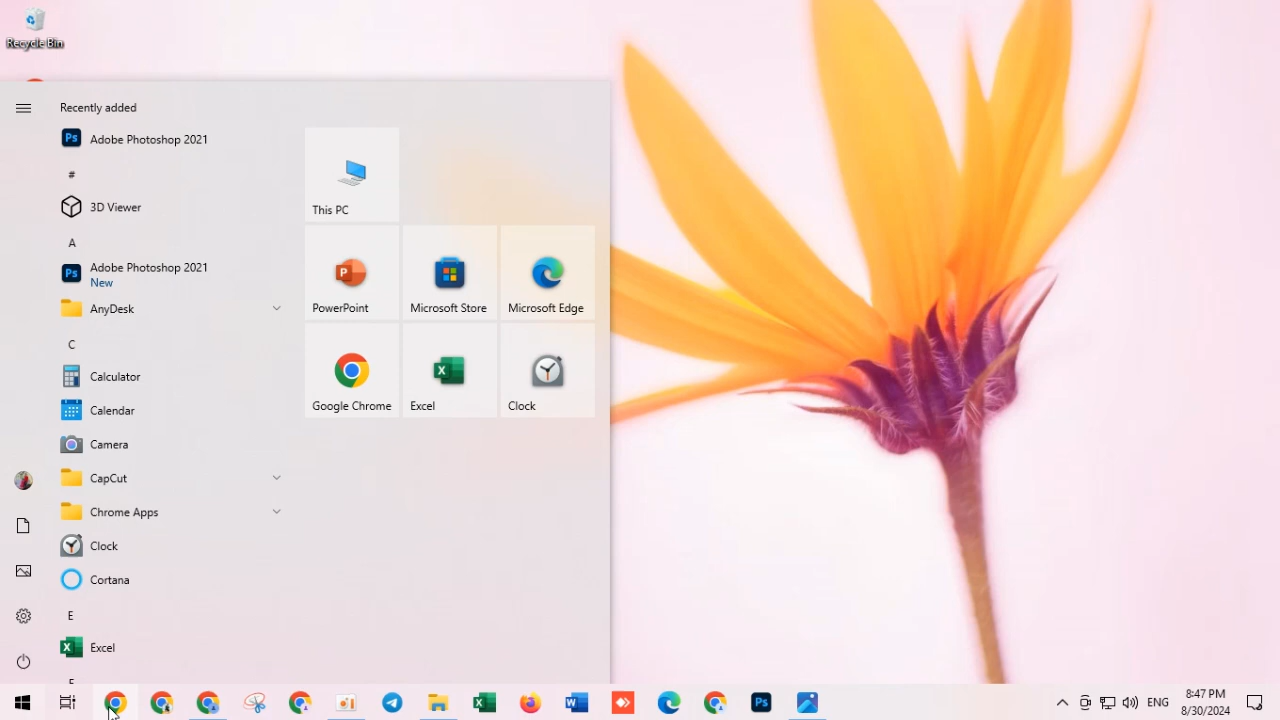 Recycle Bin
Recently added
Adobe Photoshop 2021
#
3D Viewer
A
Adobe Photoshop 2021
New
AnyDesk
C
Calculator
Calendar
Camera
CapCut
Chrome Apps
Clock
Cortana
E
Excel
This PC
PowerPoint
Microsoft Store
Microsoft Edge
Google Chrome
Excel
Clock
ENG
8:47 PM
8/30/2024